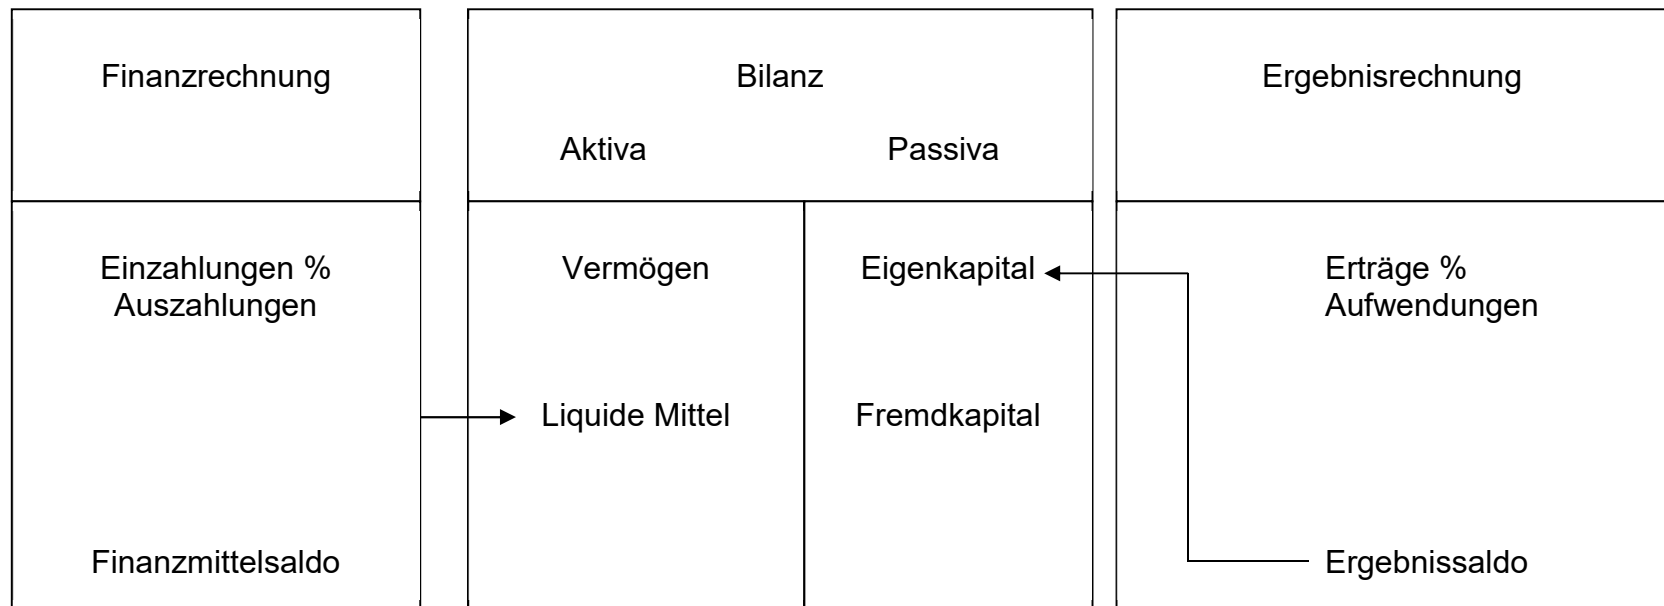 Finanzrechnung
Bilanz
Ergebnisrechnung
Aktiva
Passiva
Einzahlungen %
Auszahlungen
Vermögen
Eigenkapital
Erträge %
Aufwendungen
Liquide Mittel
Fremdkapital
Finanzmittelsaldo
Ergebnissaldo